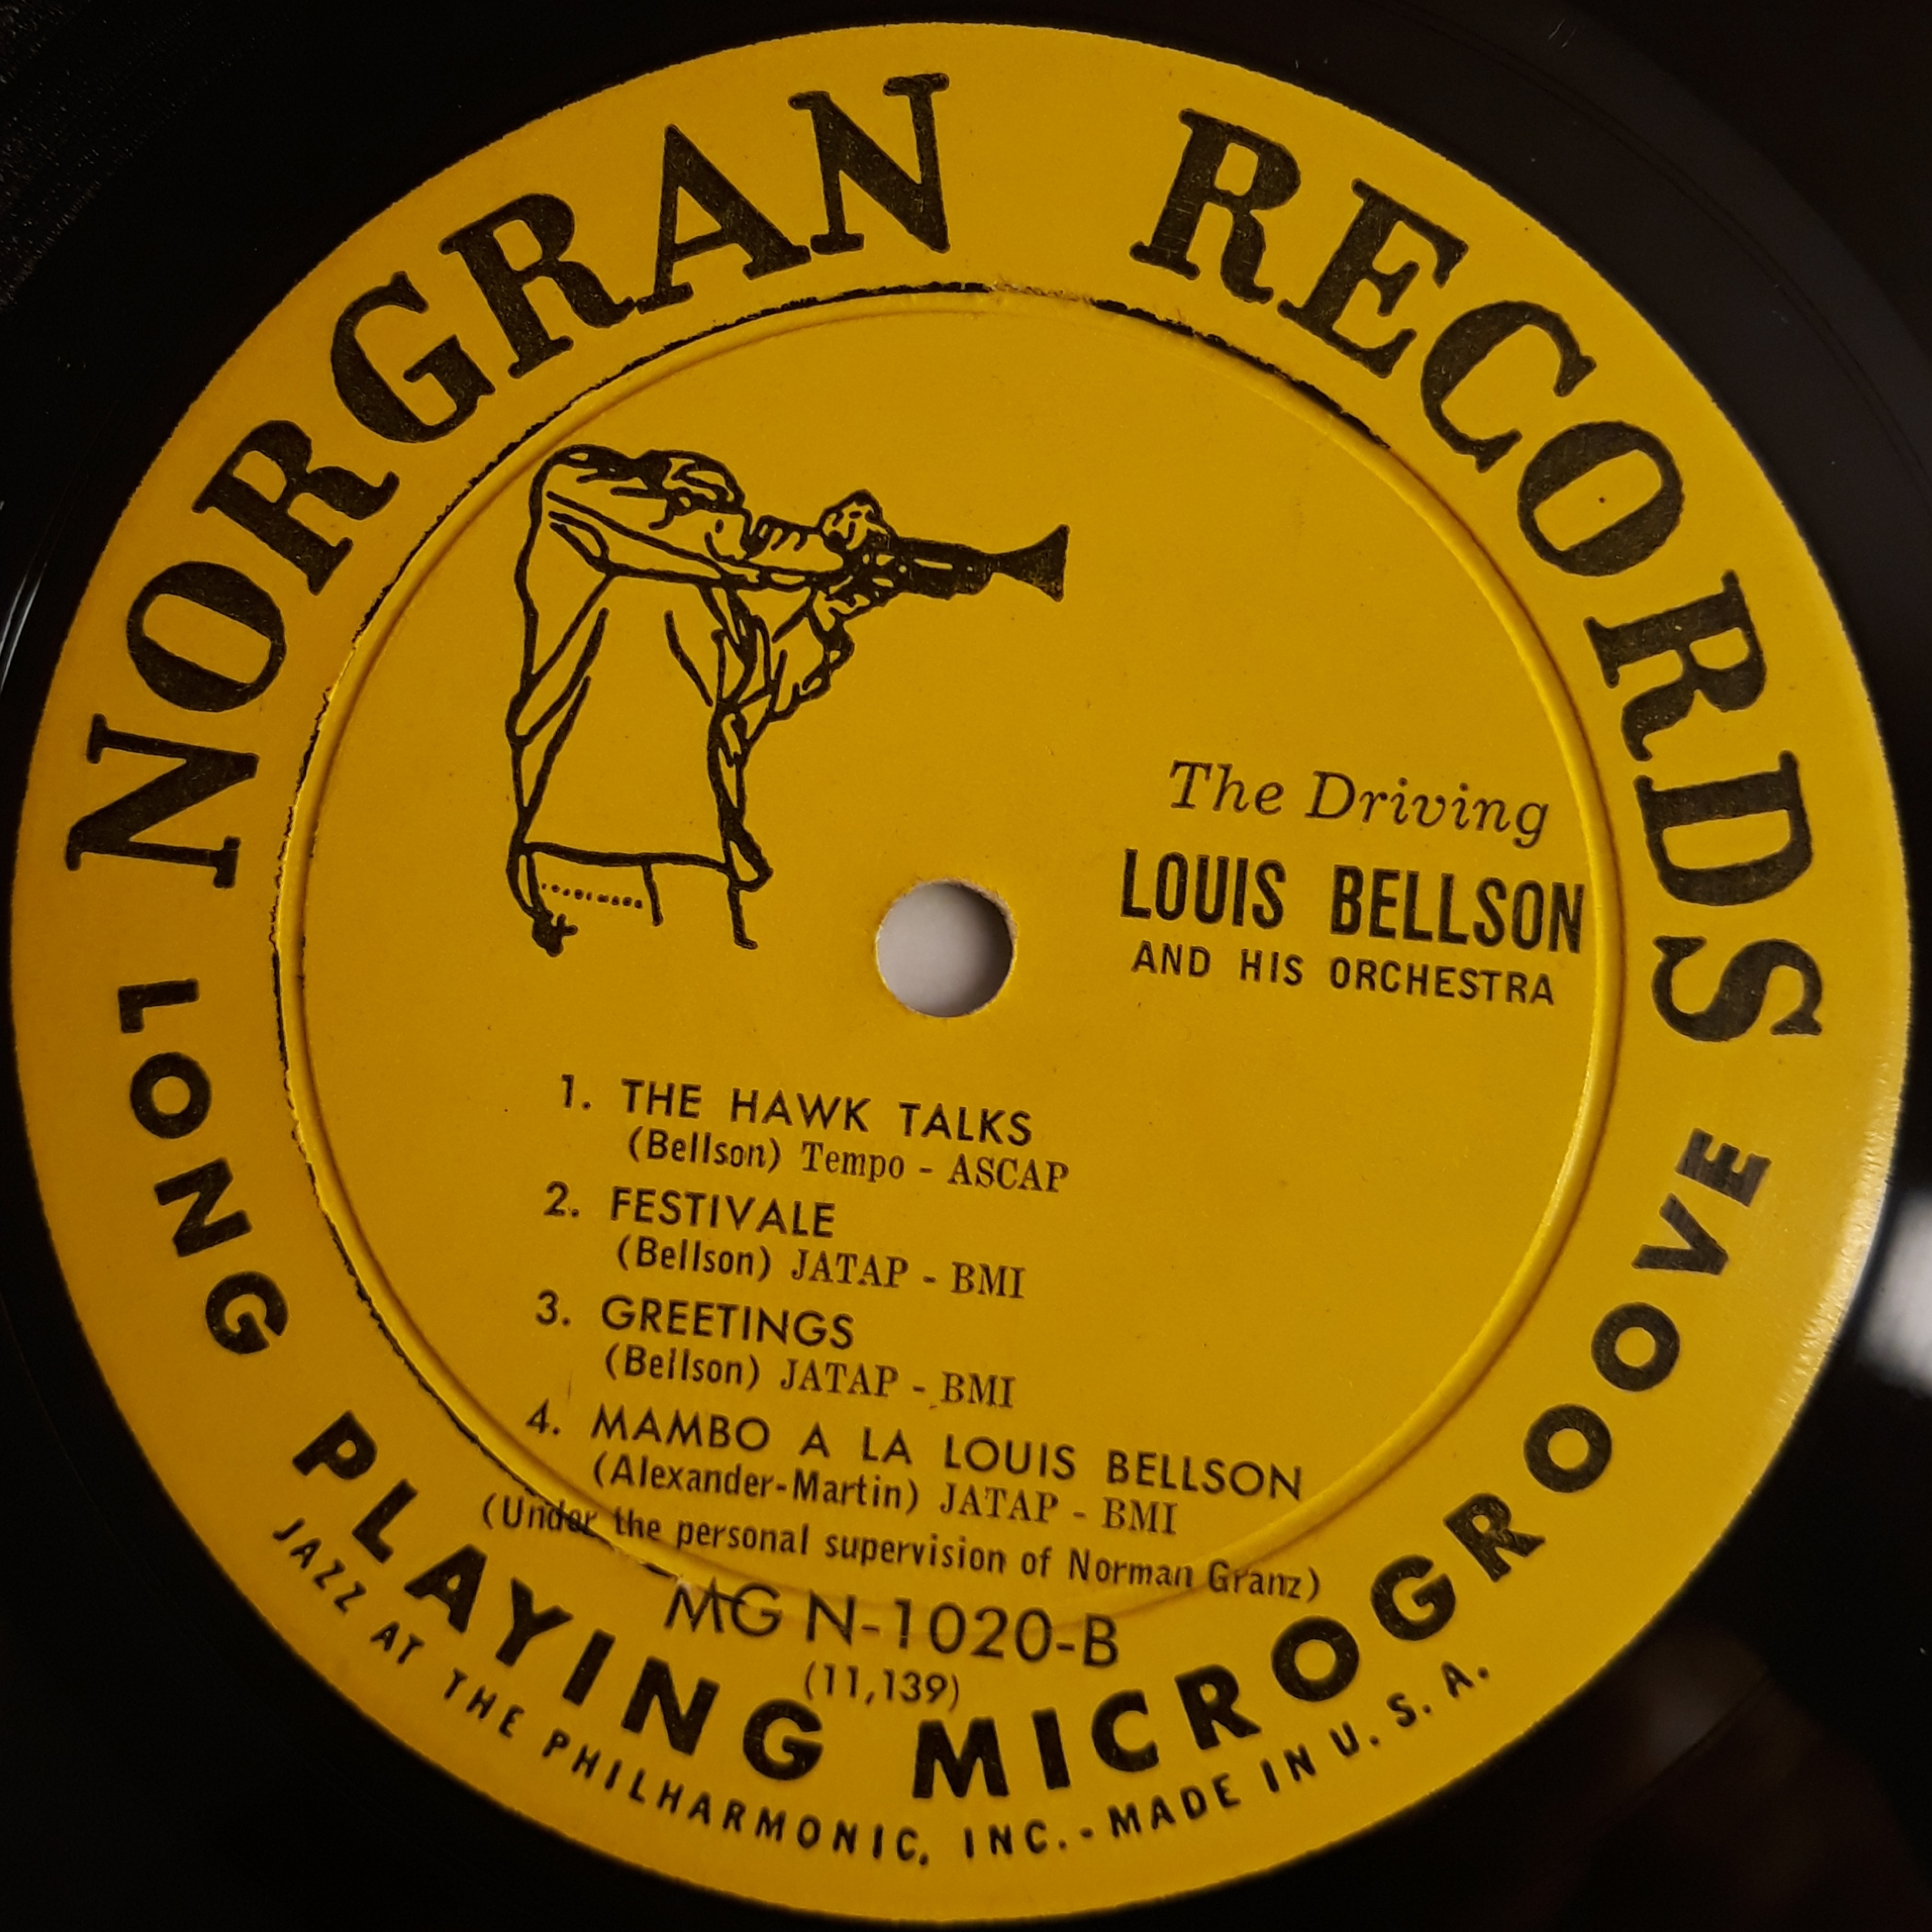 NORGRAN RECORDS
The Driving
LOUIS BELLSON
AND HIS ORCHESTRA
1. THE HAWK TALKS
(Bellson) Tempo - ASCAP
2. FESTIVALE
(Bellson) JATAP - BMI
3. GREETINGS
(Bellson) JATAP - BMI
4. MAMBO A LA LOUIS BELLSON
(Alexander-Martin) JATAP - BMI
(Under the personal supervision of Norman Granz)
MG N-1020-B
(11,139)
LONG PLAYING MICROGROOVE
JAZZ AT THE PHILHARMONIC, INC.-MADE IN U. S. A.